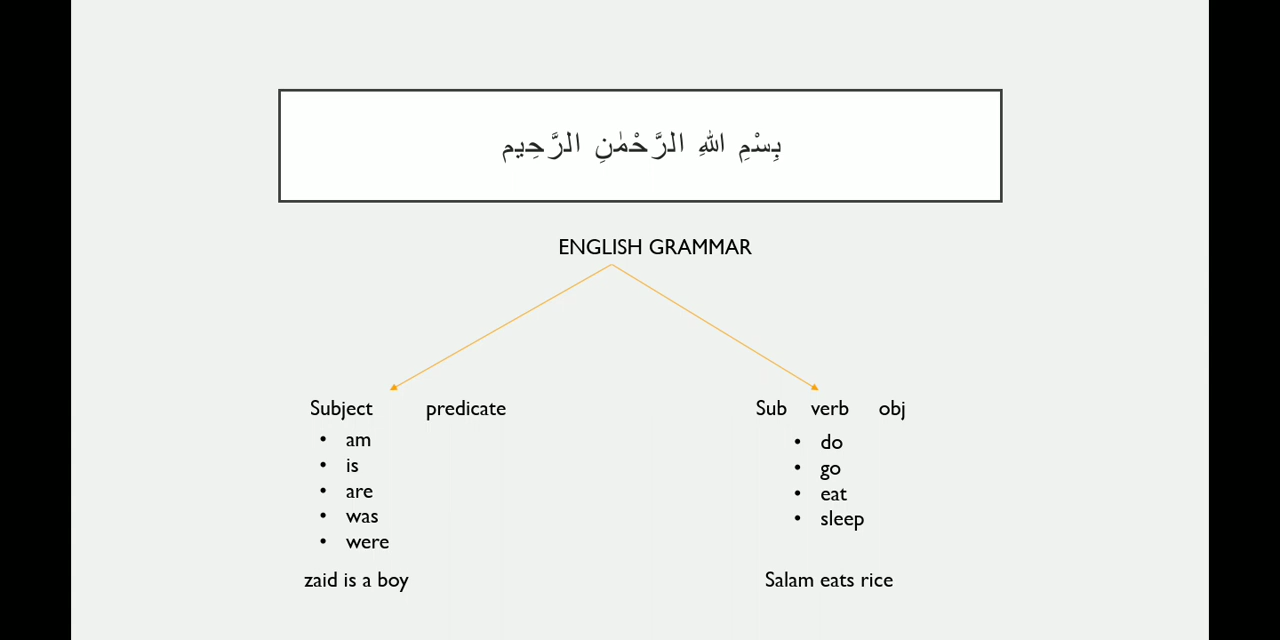 بِسْمِ اللهِ الرَّحْمٰنِ الرَّحِيم
ENGLISH GRAMMAR
Subject predicate
• am
• is
• are
• was
• were
zaid is a boy
Sub verb obj
• do
• go
• eat
• sleep
Salam eats rice